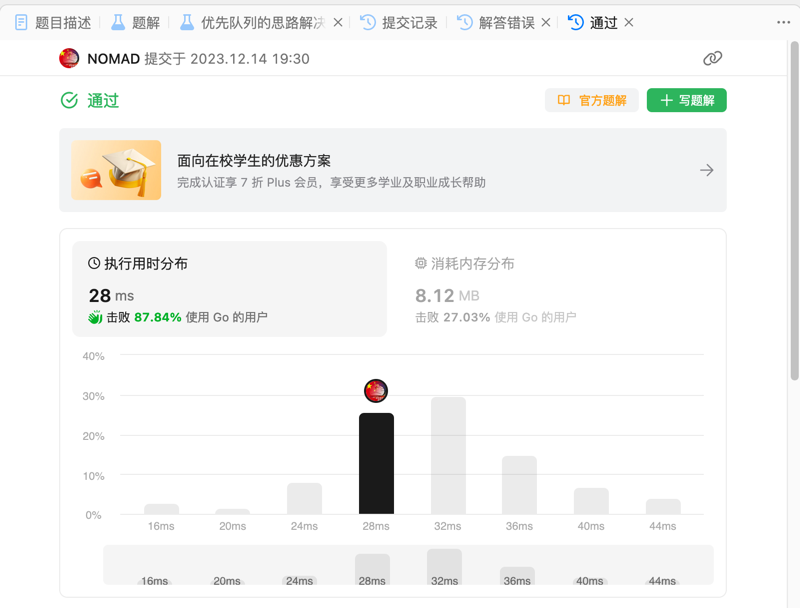 题目描述 题解 优先队列的思路解决 提交记录 解答错误 通过
NOMAD 提交于 2023.12.14 19:30
通过 官方题解 写题解
面向在校学生的优惠方案
完成认证享 7 折 Plus 会员，享受更多学业及职业成长帮助
执行用时分布 消耗内存分布
28 ms 8.12 MB
击败 87.84% 使用 Go 的用户 击败 27.03% 使用 Go 的用户
40%
30%
20%
10%
0%
16ms 20ms 24ms 28ms 32ms 36ms 40ms 44ms
16ms 20ms 24ms 28ms 32ms 36ms 40ms 44ms